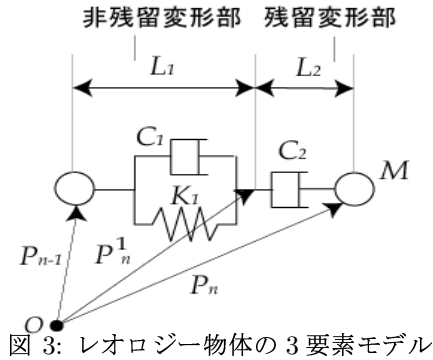 非残留変形部 残留変形部
L1 L2
C1 C2
K1 M
Pn-1 P1n Pn
O
図 3: レオロジー物体の 3 要素モデル